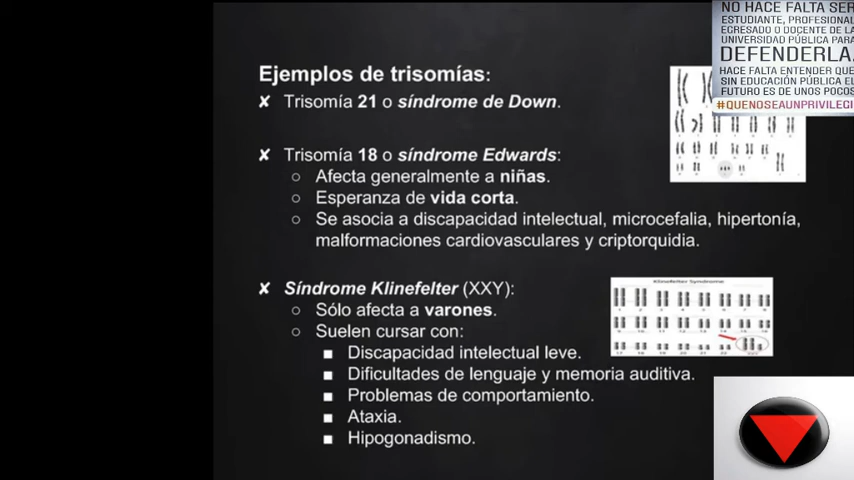 NO HACE FALTA SER
ESTUDIANTE, PROFESIONAL
EGRESADO O DOCENTE DE LA
UNIVERSIDAD PÚBLICA PARA
DEFENDERLA.
HACE FALTA ENTENDER QUE
SIN EDUCACIÓN PÚBLICA EL
FUTURO ES DE UNOS POCOS
#QUENOSEAUNPRIVILEGI
Ejemplos de trisomías:
✘ Trisomía 21 o síndrome de Down.
✘ Trisomía 18 o síndrome Edwards:
○ Afecta generalmente a niñas.
○ Esperanza de vida corta.
○ Se asocia a discapacidad intelectual, microcefalia, hipertonía,
malformaciones cardiovasculares y criptorquidia.
✘ Síndrome Klinefelter (XXY):
○ Sólo afecta a varones.
○ Suelen cursar con:
■ Discapacidad intelectual leve.
■ Dificultades de lenguaje y memoria auditiva.
■ Problemas de comportamiento.
■ Ataxia.
■ Hipogonadismo.
Klinefelter Syndrome